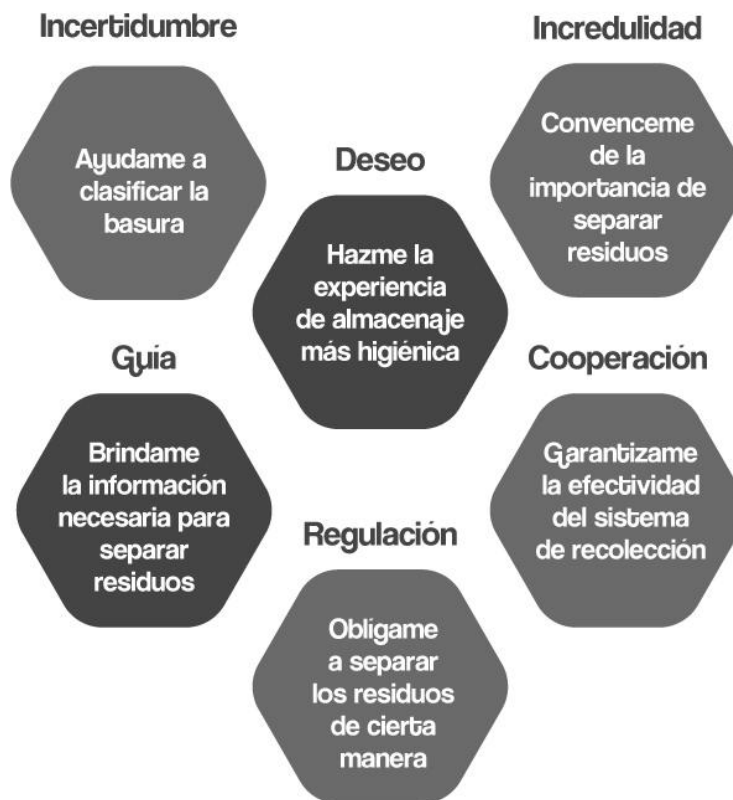 Incertidumbre
Ayudame a
clasificar la
basura
Deseo
Hazme la
experiencia
de almacenaje
más higiénica
Incredulidad
Convenceme
de la
importancia de
separar
residuos
Guía
Brindame
la información
necesaria para
separar
residuos
Regulación
Oblígame
a separar
los residuos
de cierta
manera
Cooperación
Garantizame
la efectividad
del sistema
de recolección